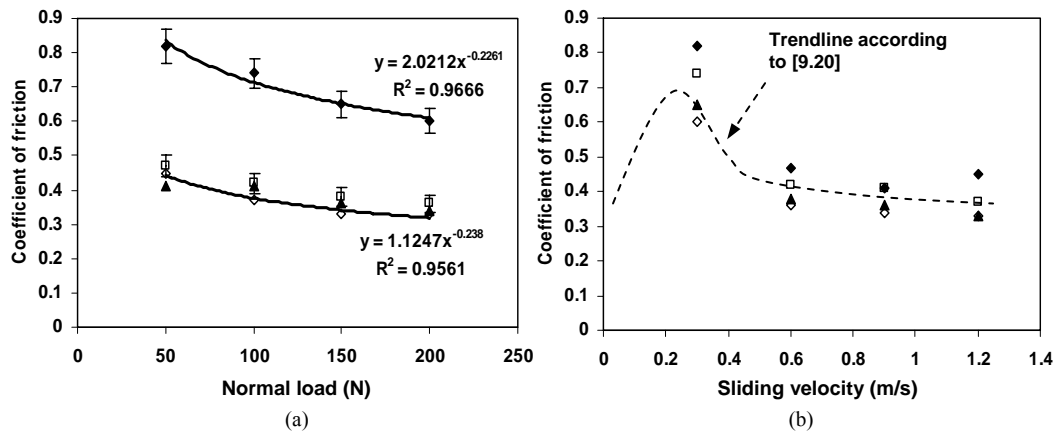 0.9
0.8
0.7
0.6
0.5
0.4
0.3
0.2
0.1
0
Coefficient of friction
y = 2.0212x^-0.2261
R² = 0.9666
y = 1.1247x^-0.238
R² = 0.9561
0 50 100 150 200 250
Normal load (N)
(a)
0.9
0.8
0.7
0.6
0.5
0.4
0.3
0.2
0.1
0
Coefficient of friction
Trendline according
to [9.20]
0 0.2 0.4 0.6 0.8 1 1.2 1.4
Sliding velocity (m/s)
(b)